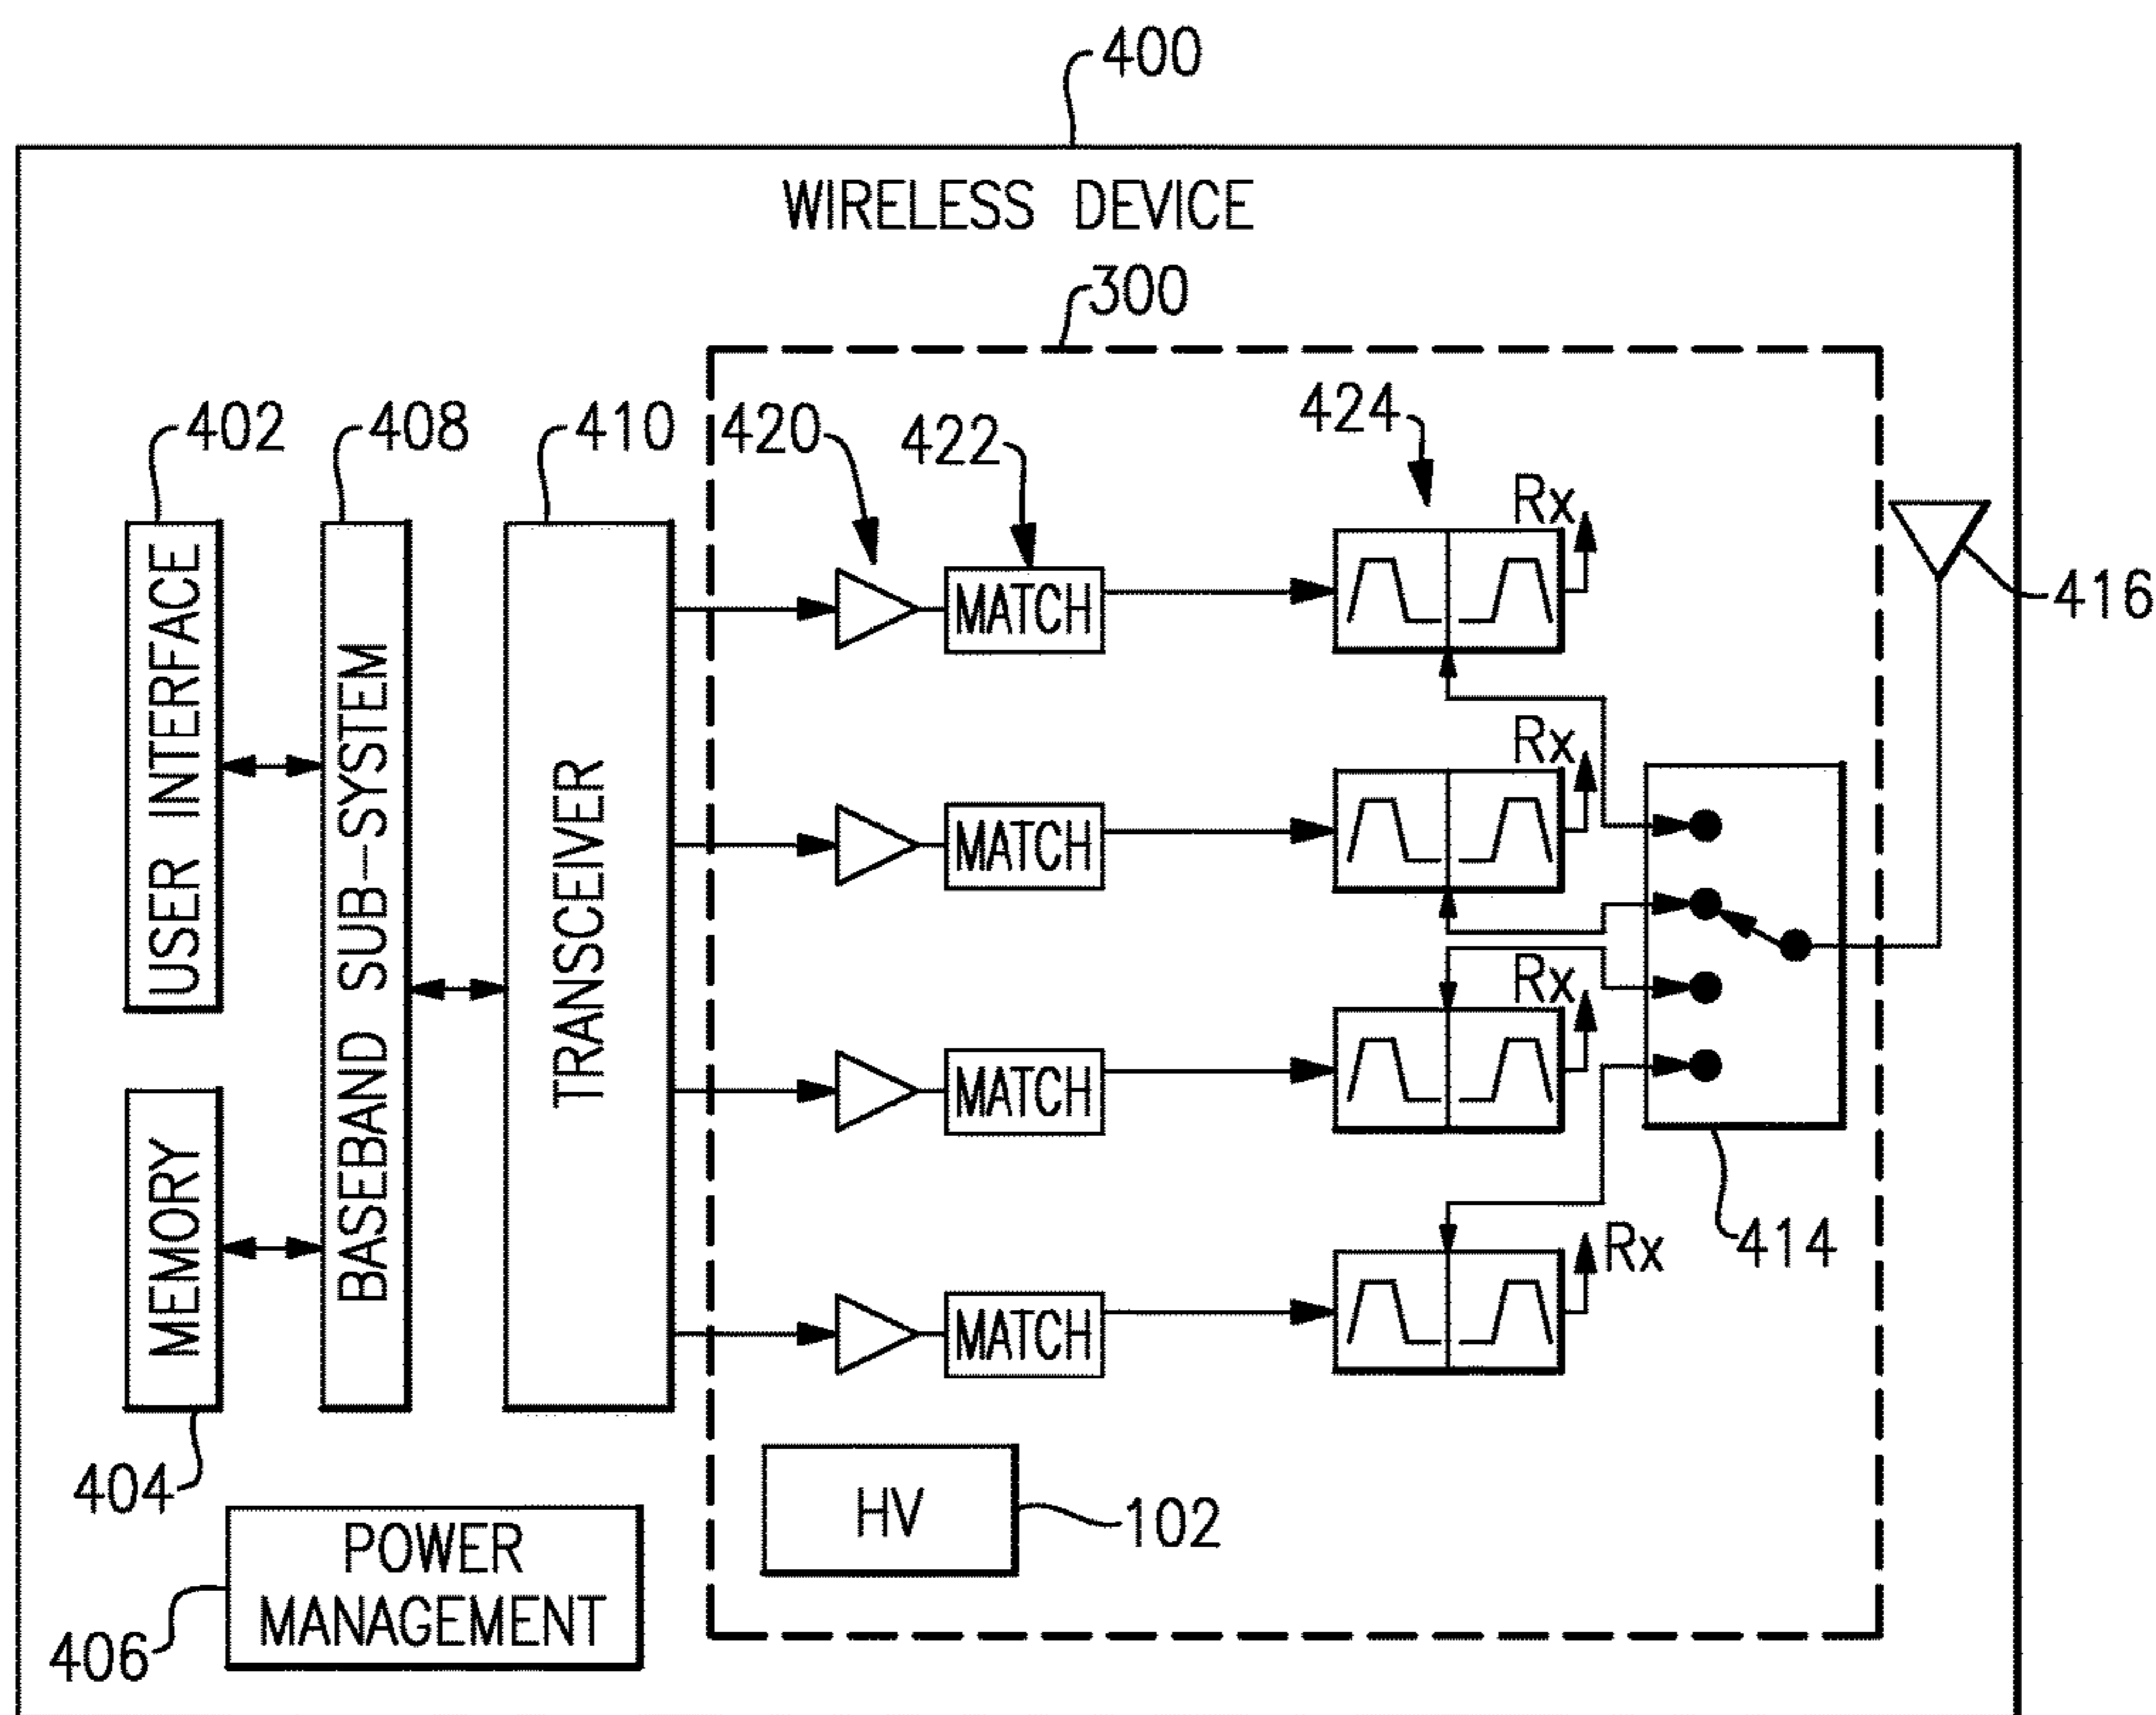 400
WIRELESS DEVICE
300
402
408
410
420
422
424
Rx
416
USER INTERFACE
BASEBAND SUB-SYSTEM
TRANSCEIVER
MATCH
Rx
MATCH
Rx
MATCH
414
MEMORY
Rx
MATCH
404
HV
102
POWER
MANAGEMENT
406